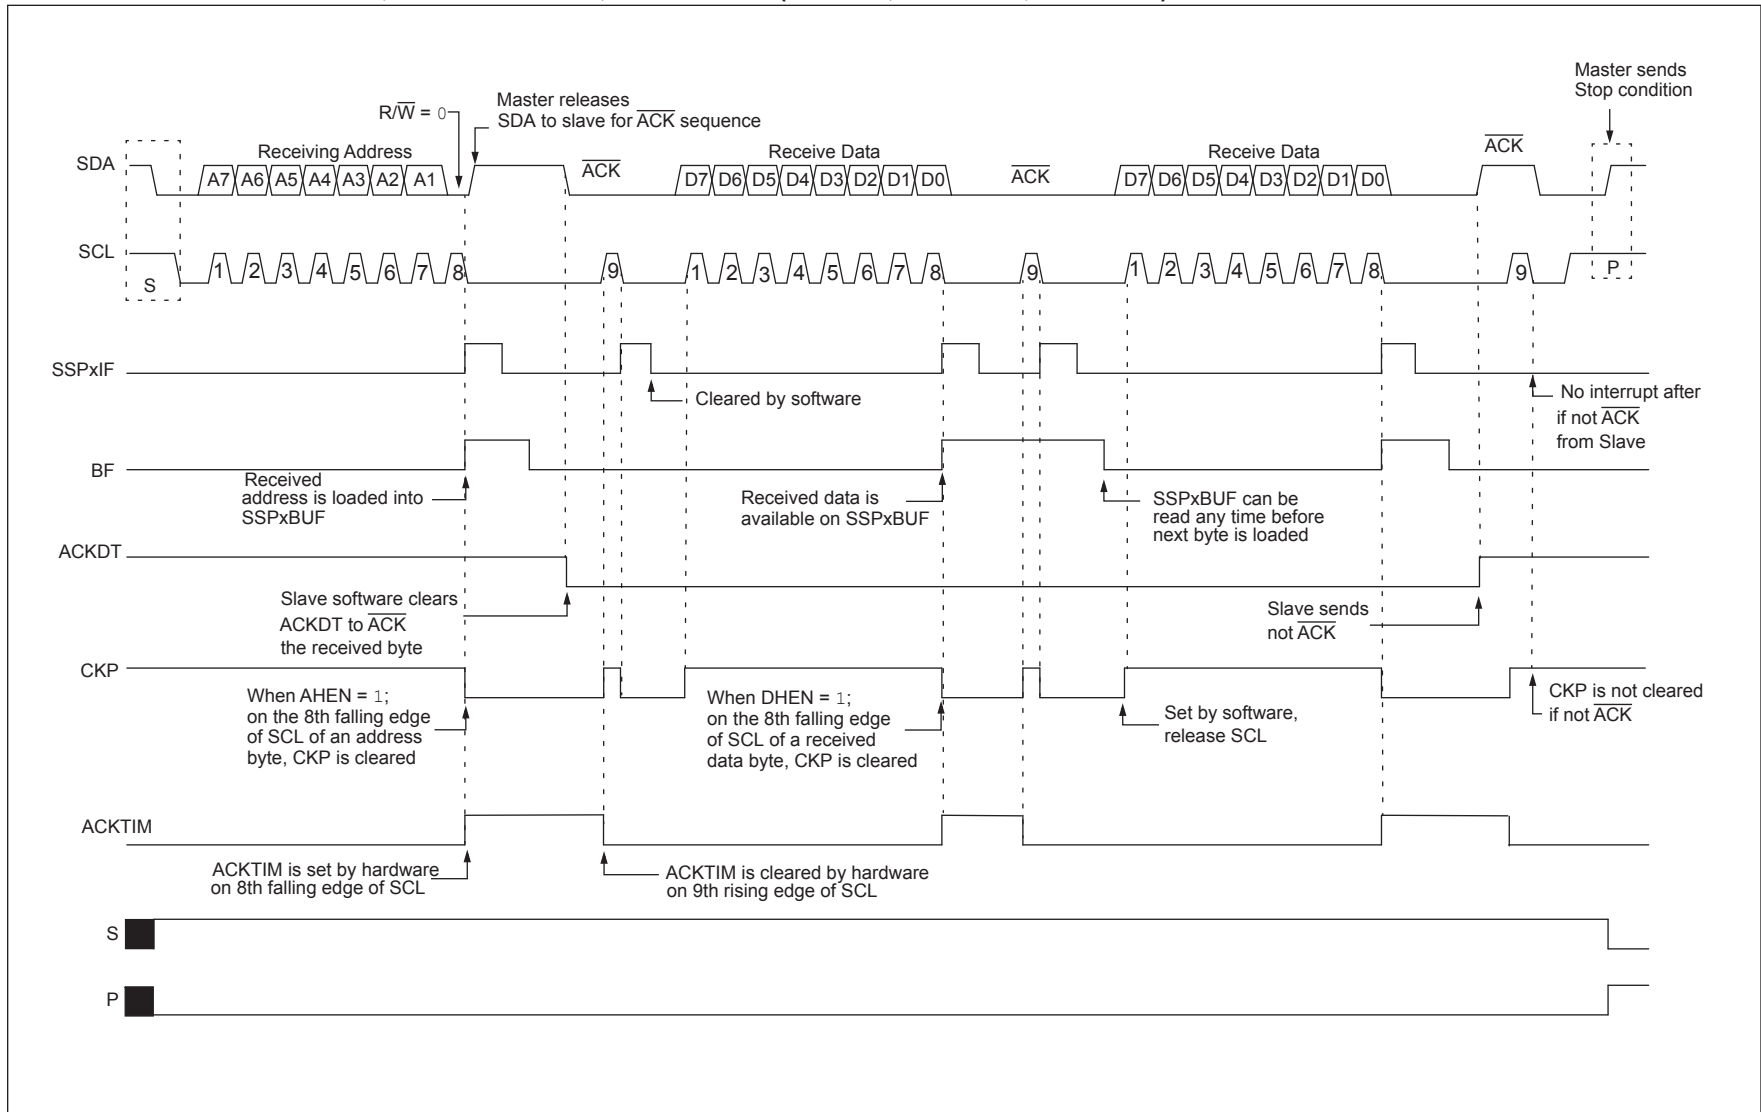 Master sends
Stop condition
Master releases
SDA to slave for ACK sequence
R/W = 0
SDA
Receiving Address
ACK
Receive Data
ACK
Receive Data
ACK
A7 A6 A5 A4 A3 A2 A1
D7 D6 D5 D4 D3 D2 D1 D0
D7 D6 D5 D4 D3 D2 D1 D0
SCL
S
1 2 3 4 5 6 7 8 9
1 2 3 4 5 6 7 8 9
1 2 3 4 5 6 7 8 9
P
SSPxIF
Cleared by software
No interrupt after
if not ACK
from Slave
BF
Received
address is loaded into
SSPxBUF
Received data is
available on SSPxBUF
SSPxBUF can be
read any time before
next byte is loaded
ACKDT
Slave software clears
ACKDT to ACK
the received byte
Slave sends
not ACK
CKP
When AHEN = 1;
on the 8th falling edge
of SCL of an address
byte, CKP is cleared
When DHEN = 1;
on the 8th falling edge
of SCL of a received
data byte, CKP is cleared
Set by software,
release SCL
CKP is not cleared
if not ACK
ACKTIM
ACKTIM is set by hardware
on 8th falling edge of SCL
ACKTIM is cleared by hardware
on 9th rising edge of SCL
S
P